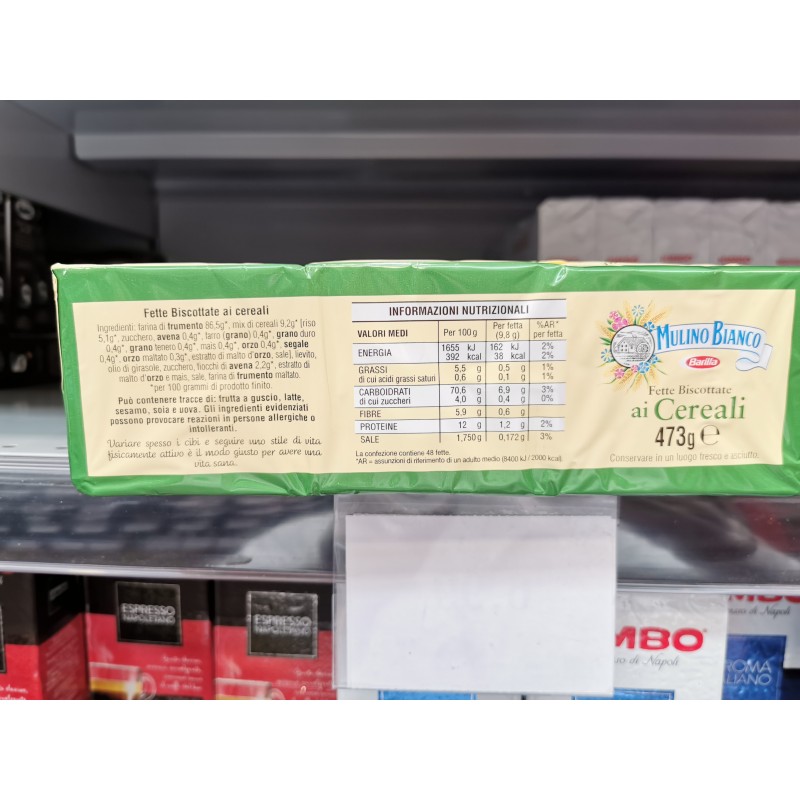 Fette Biscottate ai cereali
Ingredienti: farina di frumento 86,5g*, mix di cereali 9,2g* [riso
5,1g*, zucchero, avena 0,4g*, farro (grano) 0,4g*, grano duro
0,4g*, grano tenero 0,4g*, mais 0,4g*, orzo 0,4g*, segale
0,4g*, orzo maltato 0,3g*, estratto di malto d'orzo, sale], lievito,
olio di girasole, zucchero, fiocchi di avena 2,2g*, estratto di
malto d'orzo e mais, sale, farina di frumento maltato.
*per 100 grammi di prodotto finito.
Può contenere tracce di: frutta a guscio, latte,
sesamo, soia e uova. Gli ingredienti evidenziati
possono provocare reazioni in persone allergiche o
intolleranti.
Variare spesso i cibi e seguire uno stile di vita
fisicamente attivo è il modo giusto per avere una
vita sana.
INFORMAZIONI NUTRIZIONALI
VALORI MEDI Per 100 g Per fetta (9,8 g) %AR* per fetta
ENERGIA 1655 kJ 162 kJ 2%
392 kcal 38 kcal 2%
GRASSI 5,5 g 0,5 g 1%
di cui acidi grassi saturi 0,6 g 0,1 g 1%
CARBOIDRATI 70,6 g 6,9 g 3%
di cui zuccheri 4,0 g 0,4 g 0%
FIBRE 5,9 g 0,6 g
PROTEINE 12 g 1,2 g 2%
SALE 1,750 g 0,172 g 3%
La confezione contiene 48 fette.
*AR = assunzioni di riferimento di un adulto medio (8400 kJ / 2000 kcal)
MULINO BIANCO
Barilla
Fette Biscottate
ai Cereali
473g e
Conservare in un luogo fresco e asciutto.
ESPRESSO
NAPOLETANO
ESPRESSO
NAPOLETANO
MBO
di Napoli
di Napoli
ROMA